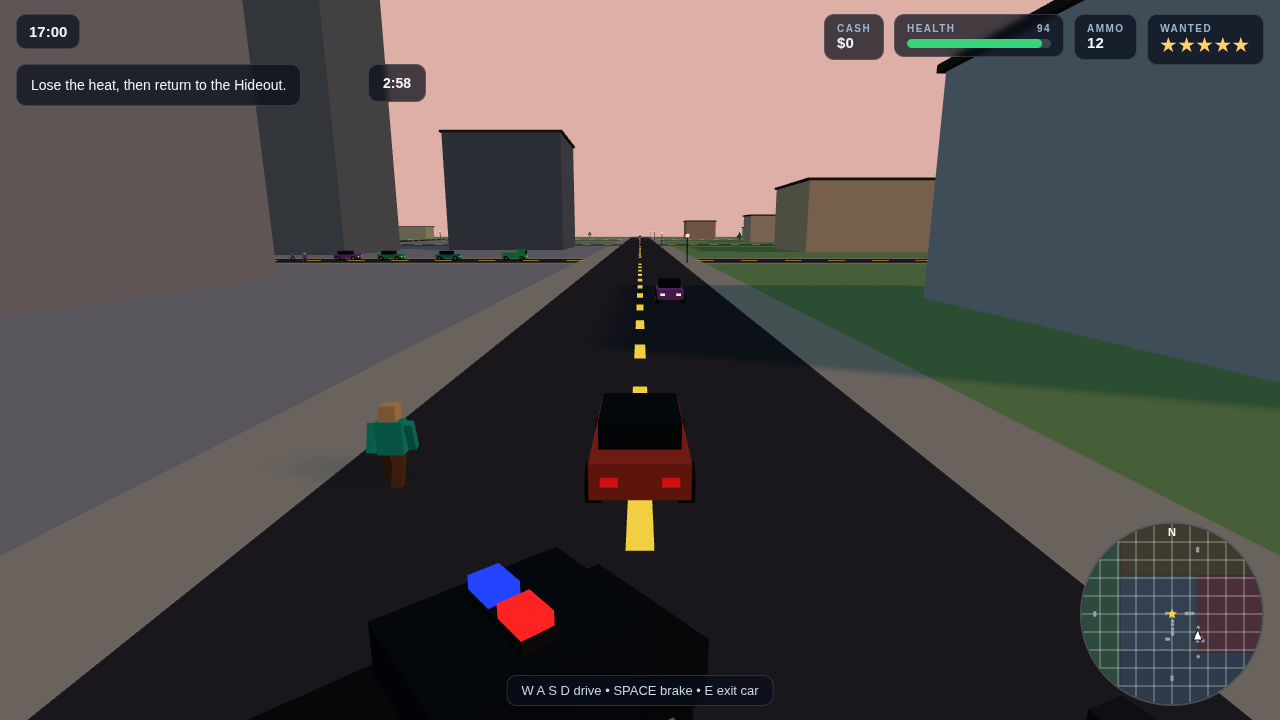 17:00
CASH
$0
HEALTH 94
AMMO
12
WANTED
Lose the heat, then return to the Hideout.
2:58
N
W A S D drive • SPACE brake • E exit car